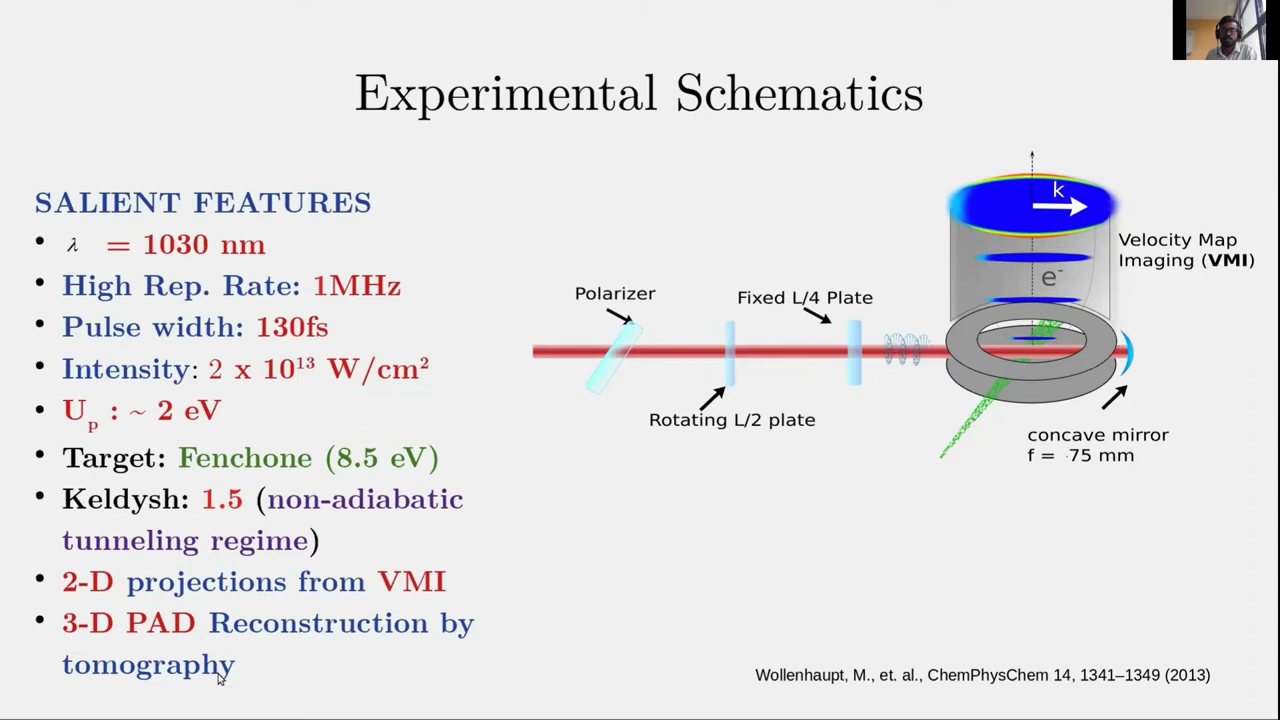 Experimental Schematics
SALIENT FEATURES
• λ = 1030 nm
• High Rep. Rate: 1MHz
• Pulse width: 130fs
• Intensity: 2 x 10¹³ W/cm²
• Uₚ : ~ 2 eV
• Target: Fenchone (8.5 eV)
• Keldysh: 1.5 (non-adiabatic
tunneling regime)
• 2-D projections from VMI
• 3-D PAD Reconstruction by
tomography
Polarizer
Rotating L/2 plate
Fixed L/4 Plate
k
e⁻
Velocity Map
Imaging (VMI)
concave mirror
f = 75 mm
Wollenhaupt, M., et. al., ChemPhysChem 14, 1341–1349 (2013)